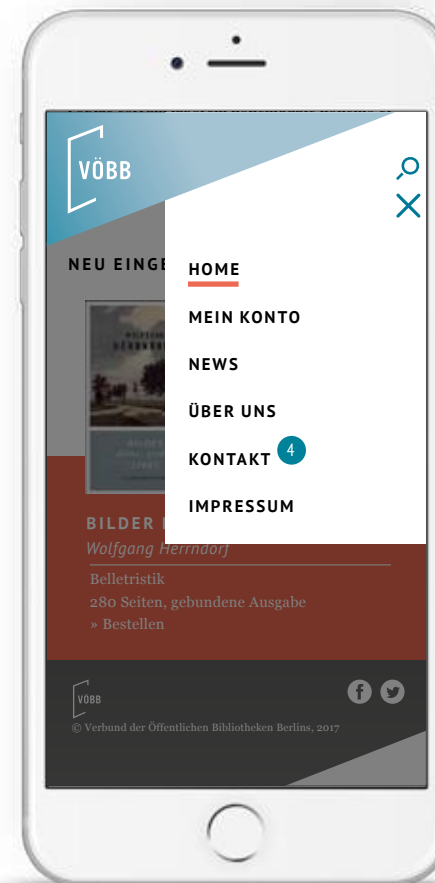 VÖBB
NEU EINGE
HOME
MEIN KONTO
NEWS
ÜBER UNS
KONTAKT 4
IMPRESSUM
BILDER
Wolfgang Herrndorf
Belletristik
280 Seiten, gebundene Ausgabe
» Bestellen
VÖBB
© Verbund der Öffentlichen Bibliotheken Berlins, 2017